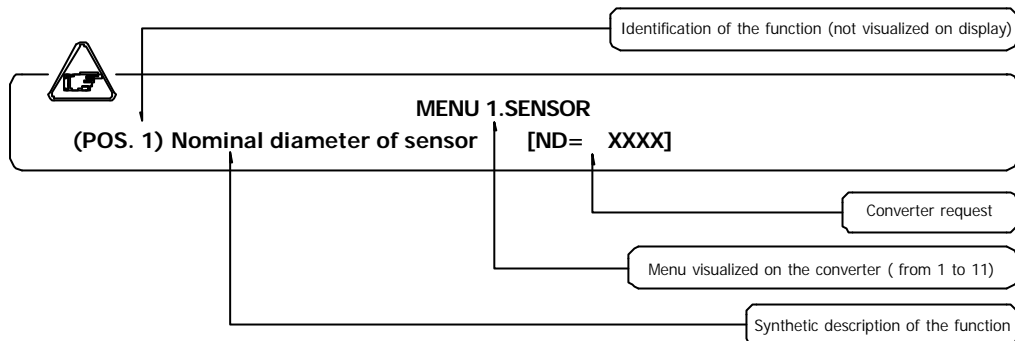 Identification of the function (not visualized on display)
MENU 1.SENSOR
(POS. 1) Nominal diameter of sensor [ND= XXXX]
Converter request
Menu visualized on the converter ( from 1 to 11)
Synthetic description of the function